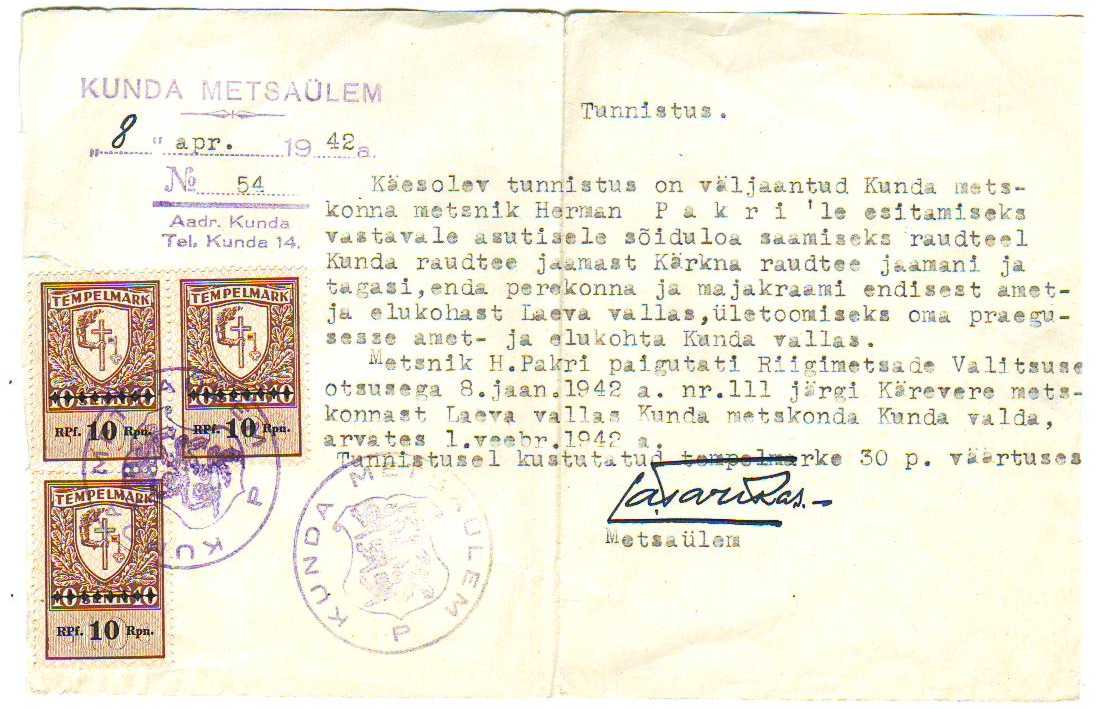 KUNDA METSAÜLEM
„8“ apr. 1942 a.
№ 54
Aadr. Kunda
Tel. Kunda 14.
Tunnistus.
Käesolev tunnistus on väljaantud Kunda mets-
konna metsnik Herman P a k r i 'le esitamiseks
vastavale asutisele sõiduloa saamiseks raudteel
Kunda raudtee jaamast Kärkna raudtee jaamani ja
tagasi,enda perekonna ja majakraami endisest amet-
ja elukohast Laeva vallas,ületoomiseks oma praegu-
sesse amet- ja elukohta Kunda vallas.
Metsnik H.Pakri paigutati Riigimetsade Valitsuse
otsusega 8.jaan.1942 a. nr.111 järgi Kärevere mets-
konnast Laeva vallas Kunda metskonda Kunda valda,
arvates 1.veebr.1942 a.
Tunnistusel kustutatud tempelmarke 30 p. väärtuses
Metsaülem
TEMPELMARK
RPf. 10 Rpn.
TEMPELMARK
RPf. 10 Rpn.
TEMPELMARK
RPf. 10 Rpn.
KUNDA METSAÜLEM
P